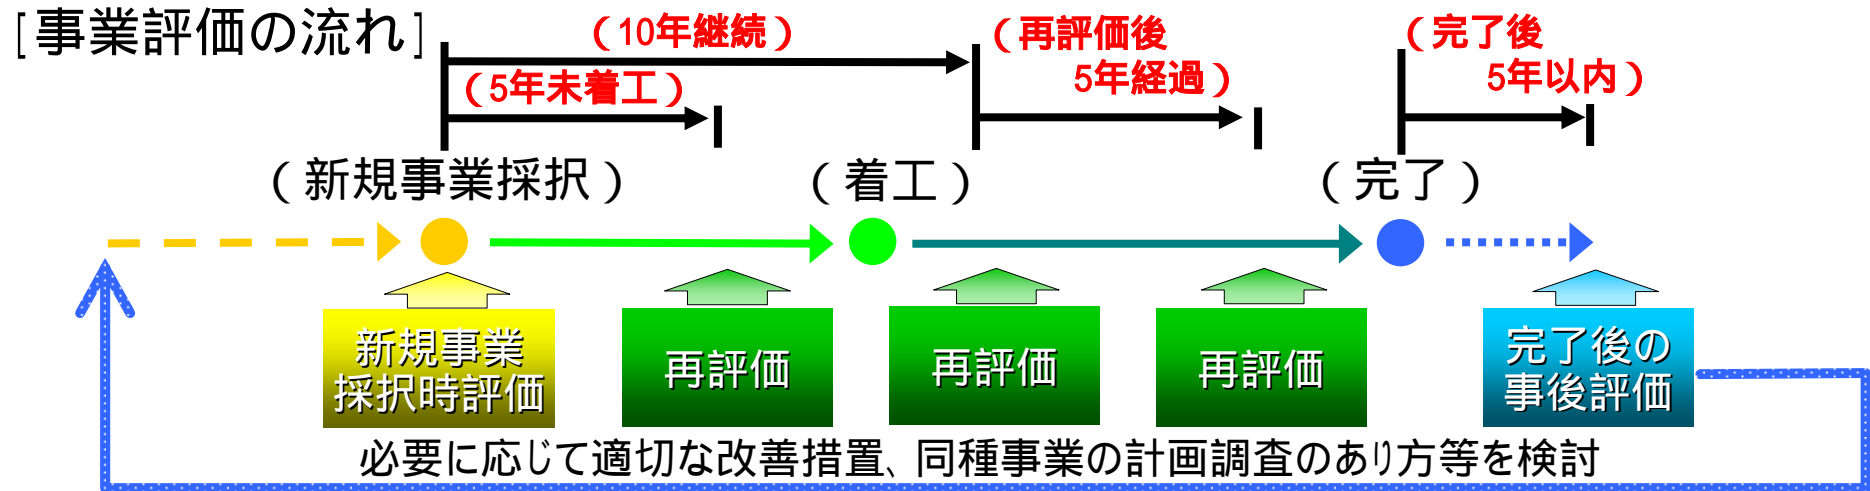 [事業評価の流れ]
（10年継続）
（5年未着工）
（再評価後
5年経過）
（完了後
5年以内）
（新規事業採択）
（着工）
（完了）
新規事業
採択時評価
再評価
再評価
再評価
完了後の
事後評価
必要に応じて適切な改善措置、同種事業の計画調査のあり方等を検討